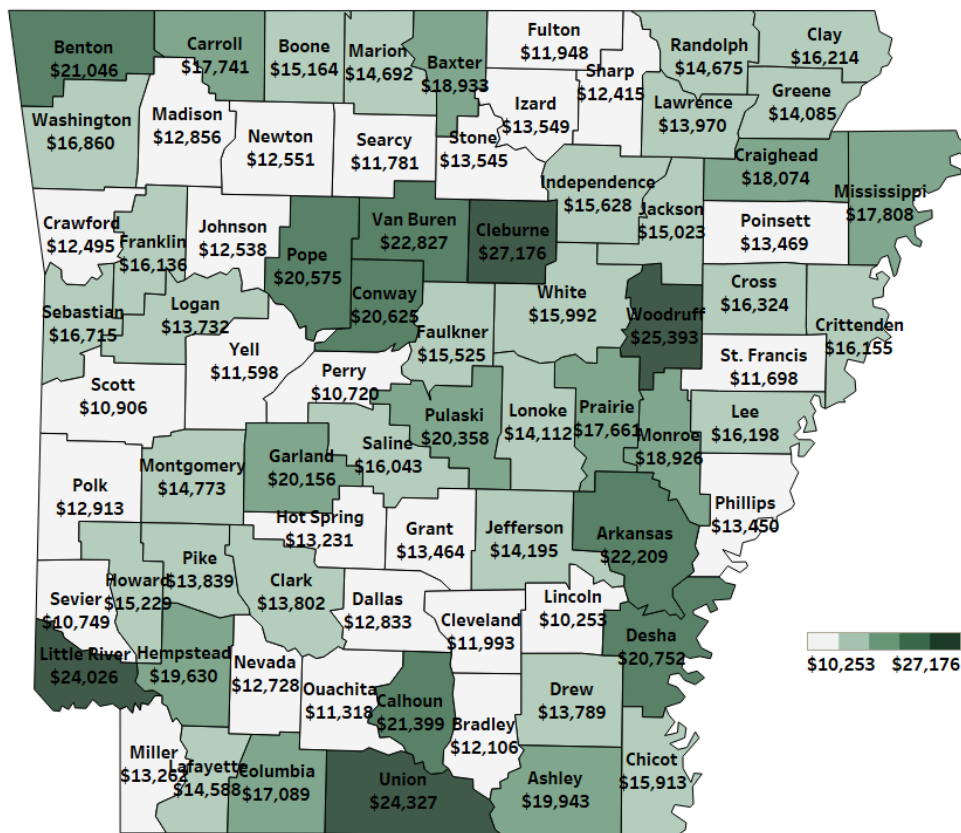 Benton
$21,046
Carroll
$17,741
Boone
$15,164
Marion
$14,692
Baxter
$18,933
Fulton
$11,948
Sharp
$12,415
Randolph
$14,675
Clay
$16,214
Washington
$16,860
Madison
$12,856
Newton
$12,551
Searcy
$11,781
Stone
$13,545
Izard
$13,549
Lawrence
$13,970
Greene
$14,085
Craighead
$18,074
Mississippi
$17,808
Independence
$15,628
Jackson
$15,023
Poinsett
$13,469
Crawford
$12,495
Franklin
$16,136
Johnson
$12,538
Pope
$20,575
Van Buren
$22,827
Cleburne
$27,176
Sebastian
$16,715
Logan
$13,732
Conway
$20,625
White
$15,992
Woodruff
$25,393
Cross
$16,324
Crittenden
$16,155
Faulkner
$15,525
Yell
$11,598
St. Francis
$11,698
Scott
$10,906
Perry
$10,720
Pulaski
$20,358
Lonoke
$14,112
Prairie
$17,661
Monroe
$18,926
Lee
$16,198
Saline
$16,043
Garland
$20,156
Montgomery
$14,773
Polk
$12,913
Phillips
$13,450
Hot Spring
$13,231
Grant
$13,464
Jefferson
$14,195
Arkansas
$22,209
Howard
$15,229
Pike
$13,839
Clark
$13,802
Sevier
$10,749
Dallas
$12,833
Cleveland
$11,993
Lincoln
$10,253
Desha
$20,752
Little River
$24,026
Hempstead
$19,630
Nevada
$12,728
Ouachita
$11,318
Calhoun
$21,399
Bradley
$12,106
Drew
$13,789
Miller
$13,262
Lafayette
$14,588
Columbia
$17,089
Union
$24,327
Ashley
$19,943
Chicot
$15,913
$10,253 $27,176